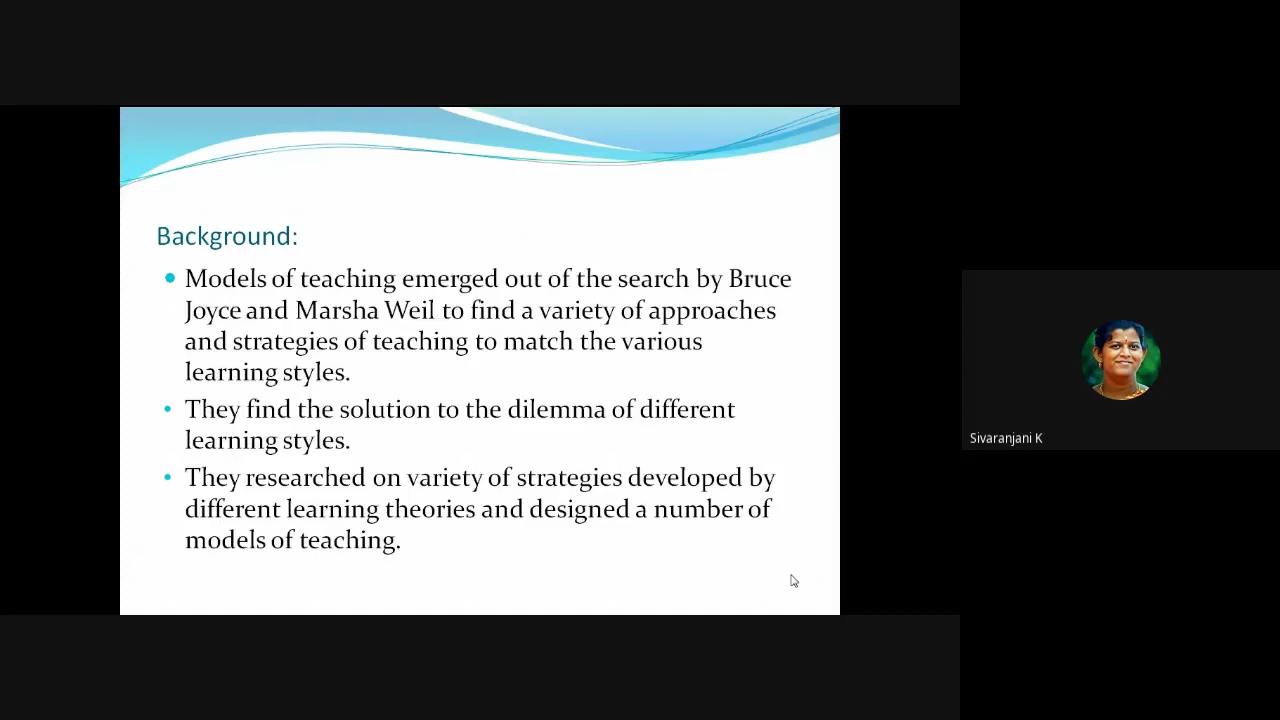 Background:
• Models of teaching emerged out of the search by Bruce
Joyce and Marsha Weil to find a variety of approaches
and strategies of teaching to match the various
learning styles.
• They find the solution to the dilemma of different
learning styles.
• They researched on variety of strategies developed by
different learning theories and designed a number of
models of teaching.
Sivaranjani K